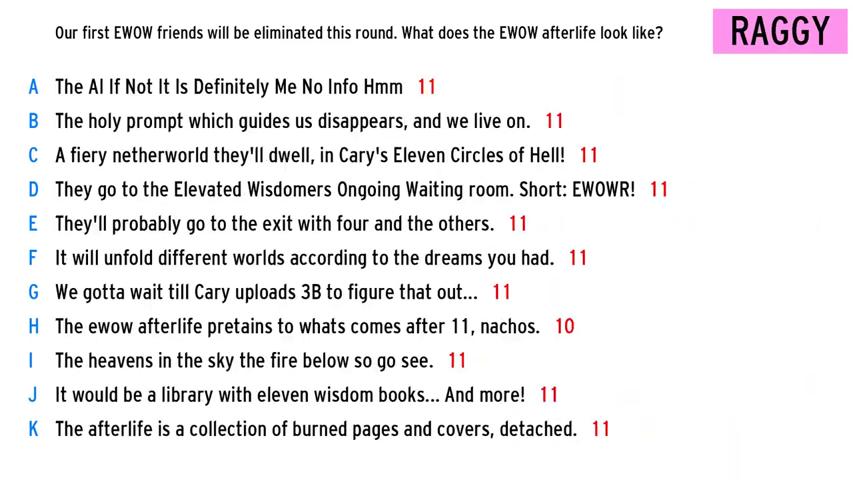 Our first EWOW friends will be eliminated this round. What does the EWOW afterlife look like?
RAGGY
A The AI If Not It Is Definitely Me No Info Hmm 11
B The holy prompt which guides us disappears, and we live on. 11
C A fiery netherworld they'll dwell, in Cary's Eleven Circles of Hell! 11
D They go to the Elevated Wisdomers Ongoing Waiting room. Short: EWOWR! 11
E They'll probably go to the exit with four and the others. 11
F It will unfold different worlds according to the dreams you had. 11
G We gotta wait till Cary uploads 3B to figure that out... 11
H The ewow afterlife pretains to whats comes after 11, nachos. 10
I The heavens in the sky the fire below so go see. 11
J It would be a library with eleven wisdom books... And more! 11
K The afterlife is a collection of burned pages and covers, detached. 11